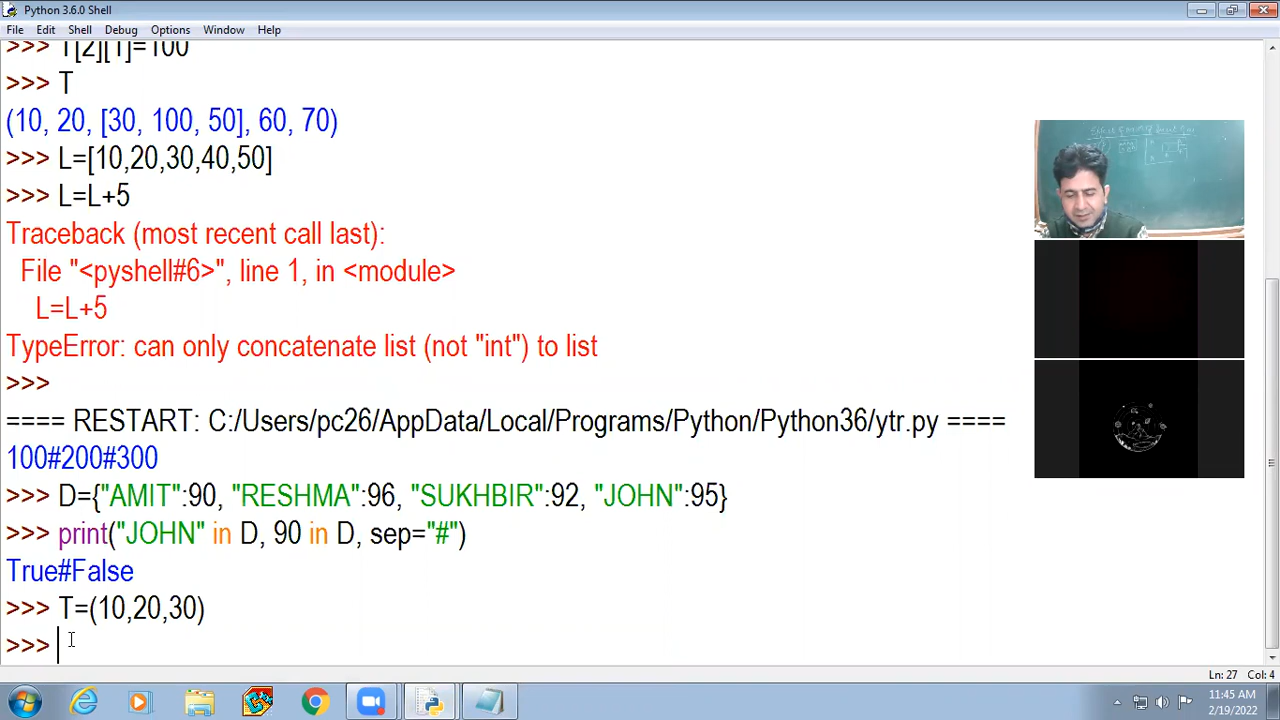 Python 3.6.0 Shell
File Edit Shell Debug Options Window Help
>>> T[2][1]=100
>>> T
(10, 20, [30, 100, 50], 60, 70)
>>> L=[10,20,30,40,50]
>>> L=L+5
Traceback (most recent call last):
File "<pyshell#6>", line 1, in <module>
L=L+5
TypeError: can only concatenate list (not "int") to list
>>>
==== RESTART: C:/Users/pc26/AppData/Local/Programs/Python/Python36/ytr.py ====
100#200#300
>>> D={"AMIT":90, "RESHMA":96, "SUKHBIR":92, "JOHN":95}
>>> print("JOHN" in D, 90 in D, sep="#")
True#False
>>> T=(10,20,30)
>>>
Ln: 27 Col: 4
11:45 AM
2/19/2022